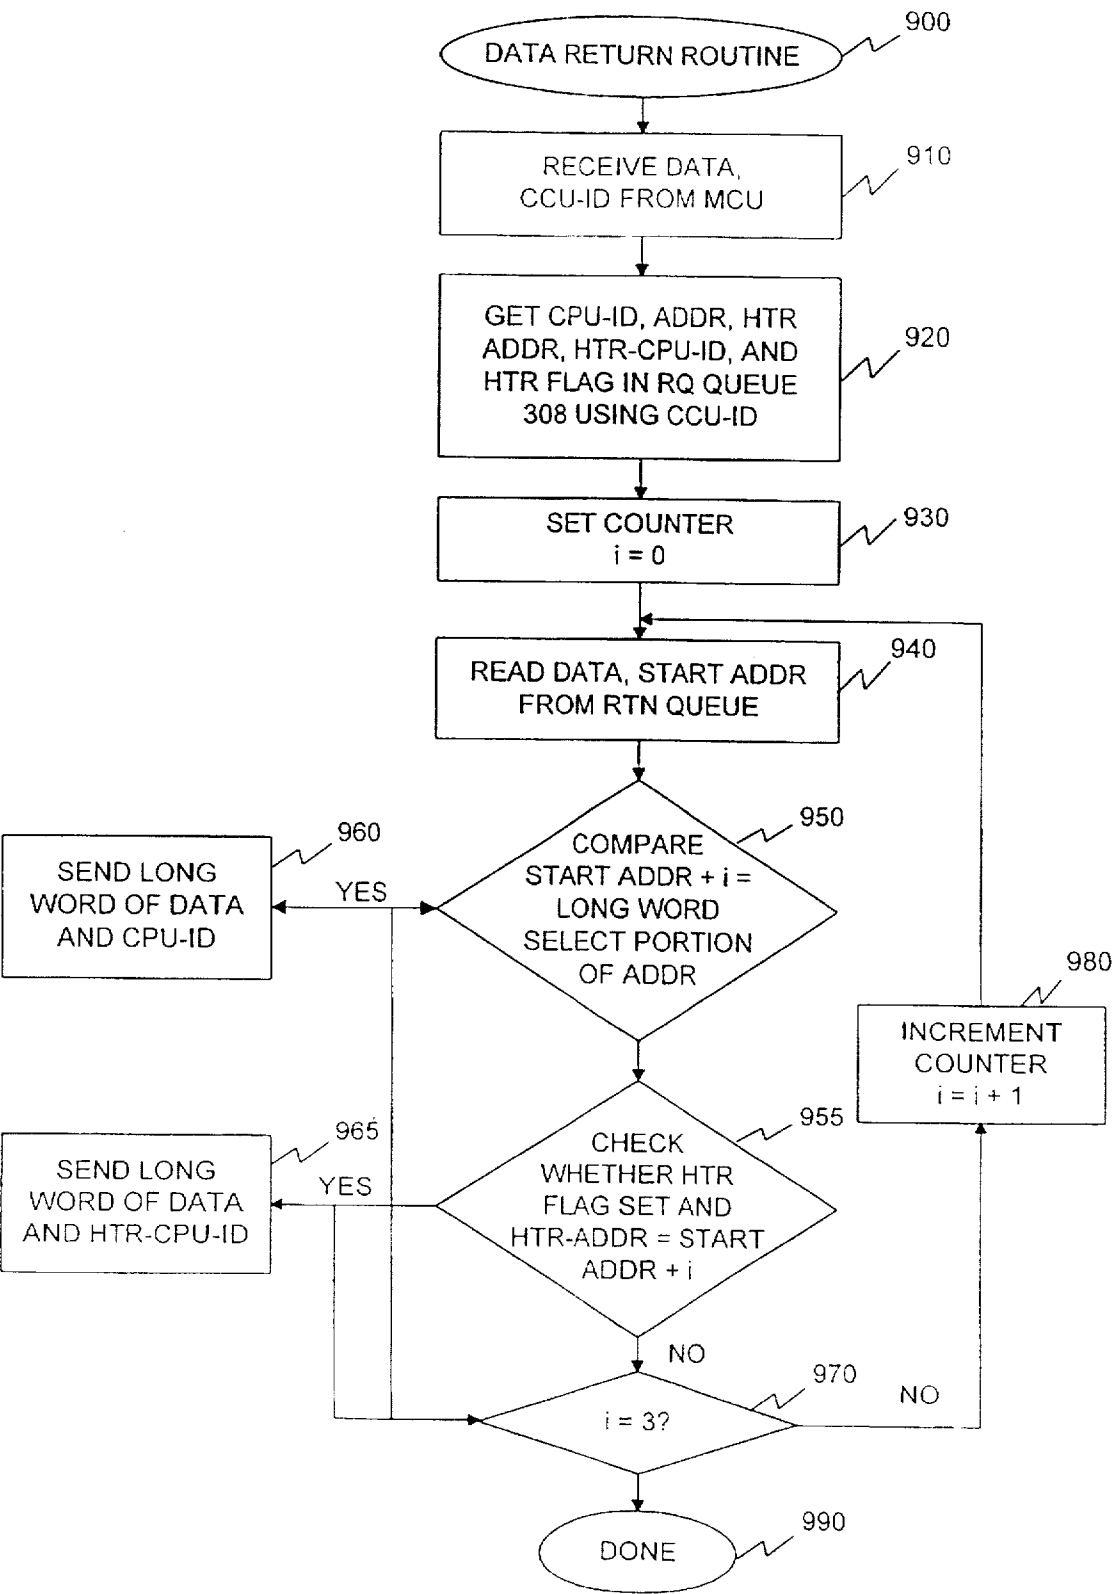 DATA RETURN ROUTINE
900
RECEIVE DATA,
CCU-ID FROM MCU
910
GET CPU-ID, ADDR, HTR
ADDR, HTR-CPU-ID, AND
HTR FLAG IN RQ QUEUE
308 USING CCU-ID
920
SET COUNTER
i = 0
930
READ DATA, START ADDR
FROM RTN QUEUE
940
COMPARE
START ADDR + i =
LONG WORD
SELECT PORTION
OF ADDR
950
YES
SEND LONG
WORD OF DATA
AND CPU-ID
960
INCREMENT
COUNTER
i = i + 1
980
CHECK
WHETHER HTR
FLAG SET AND
HTR-ADDR = START
ADDR + i
955
YES
SEND LONG
WORD OF DATA
AND HTR-CPU-ID
965
NO
i = 3?
970
NO
DONE
990